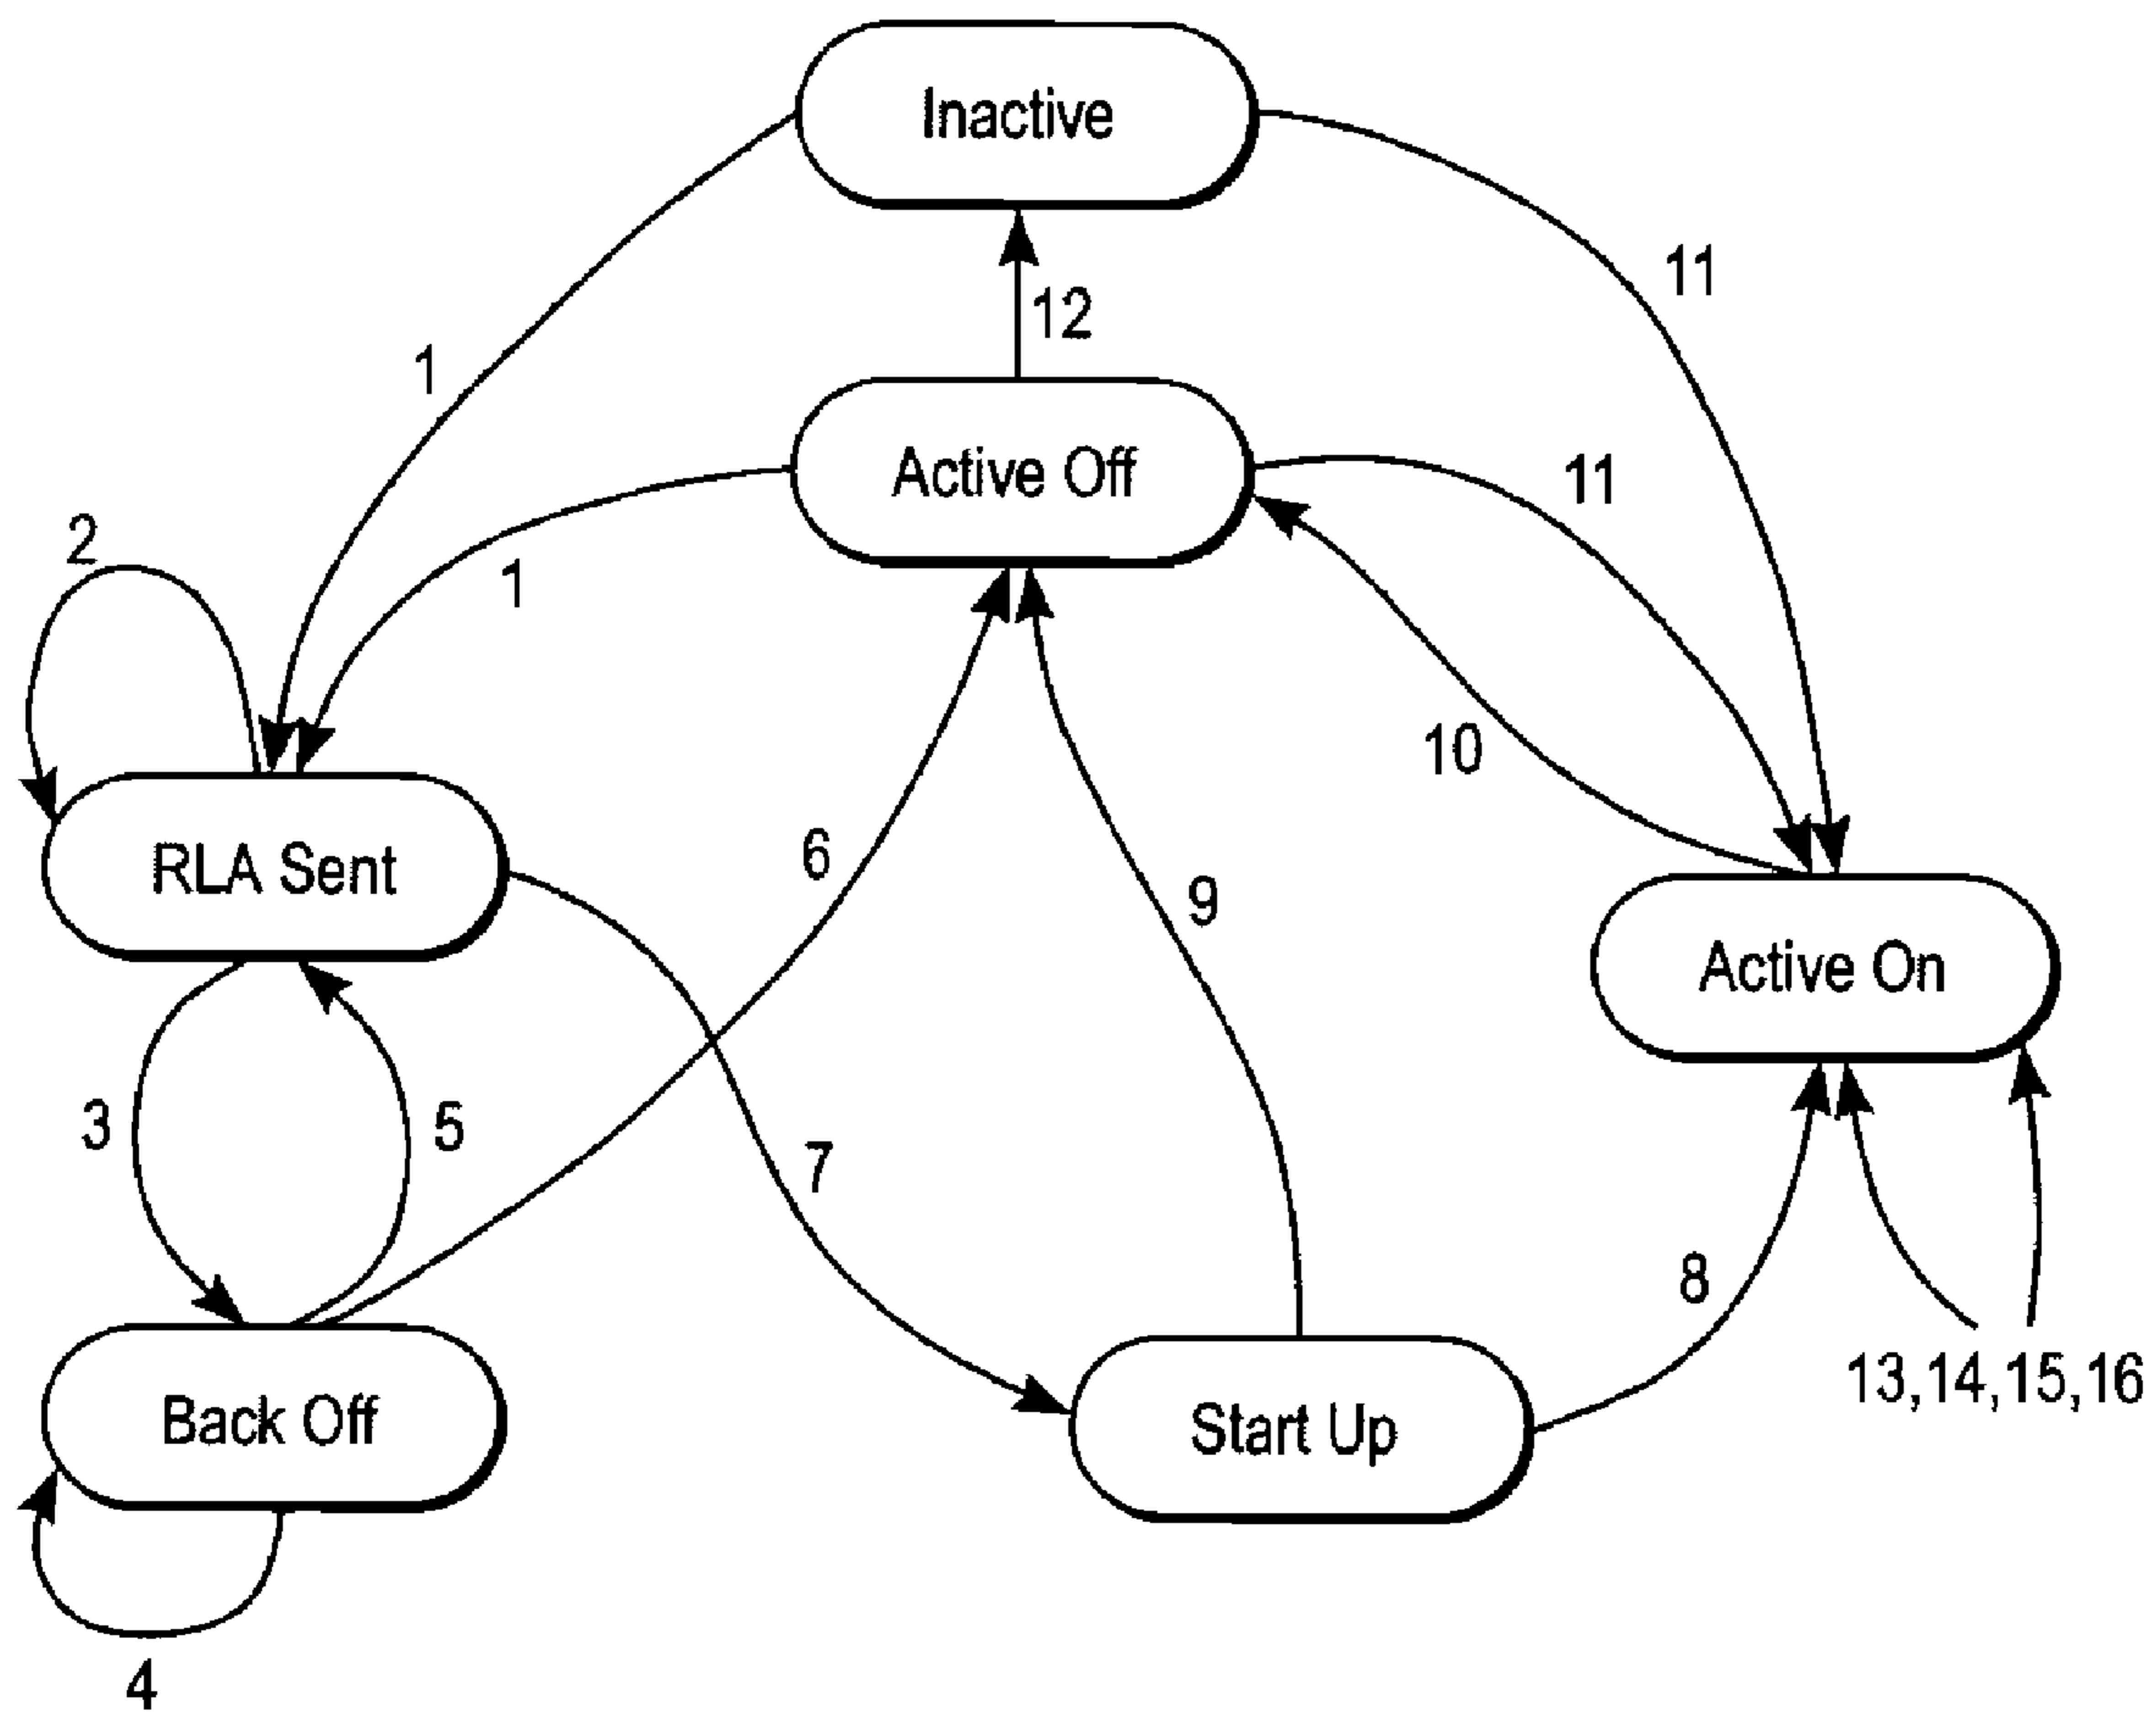 Inactive
11
12
1
Active Off
11
2
1
10
RLA Sent
6
9
Active On
3
5
7
8
13,14,15,16
Back Off
Start Up
4